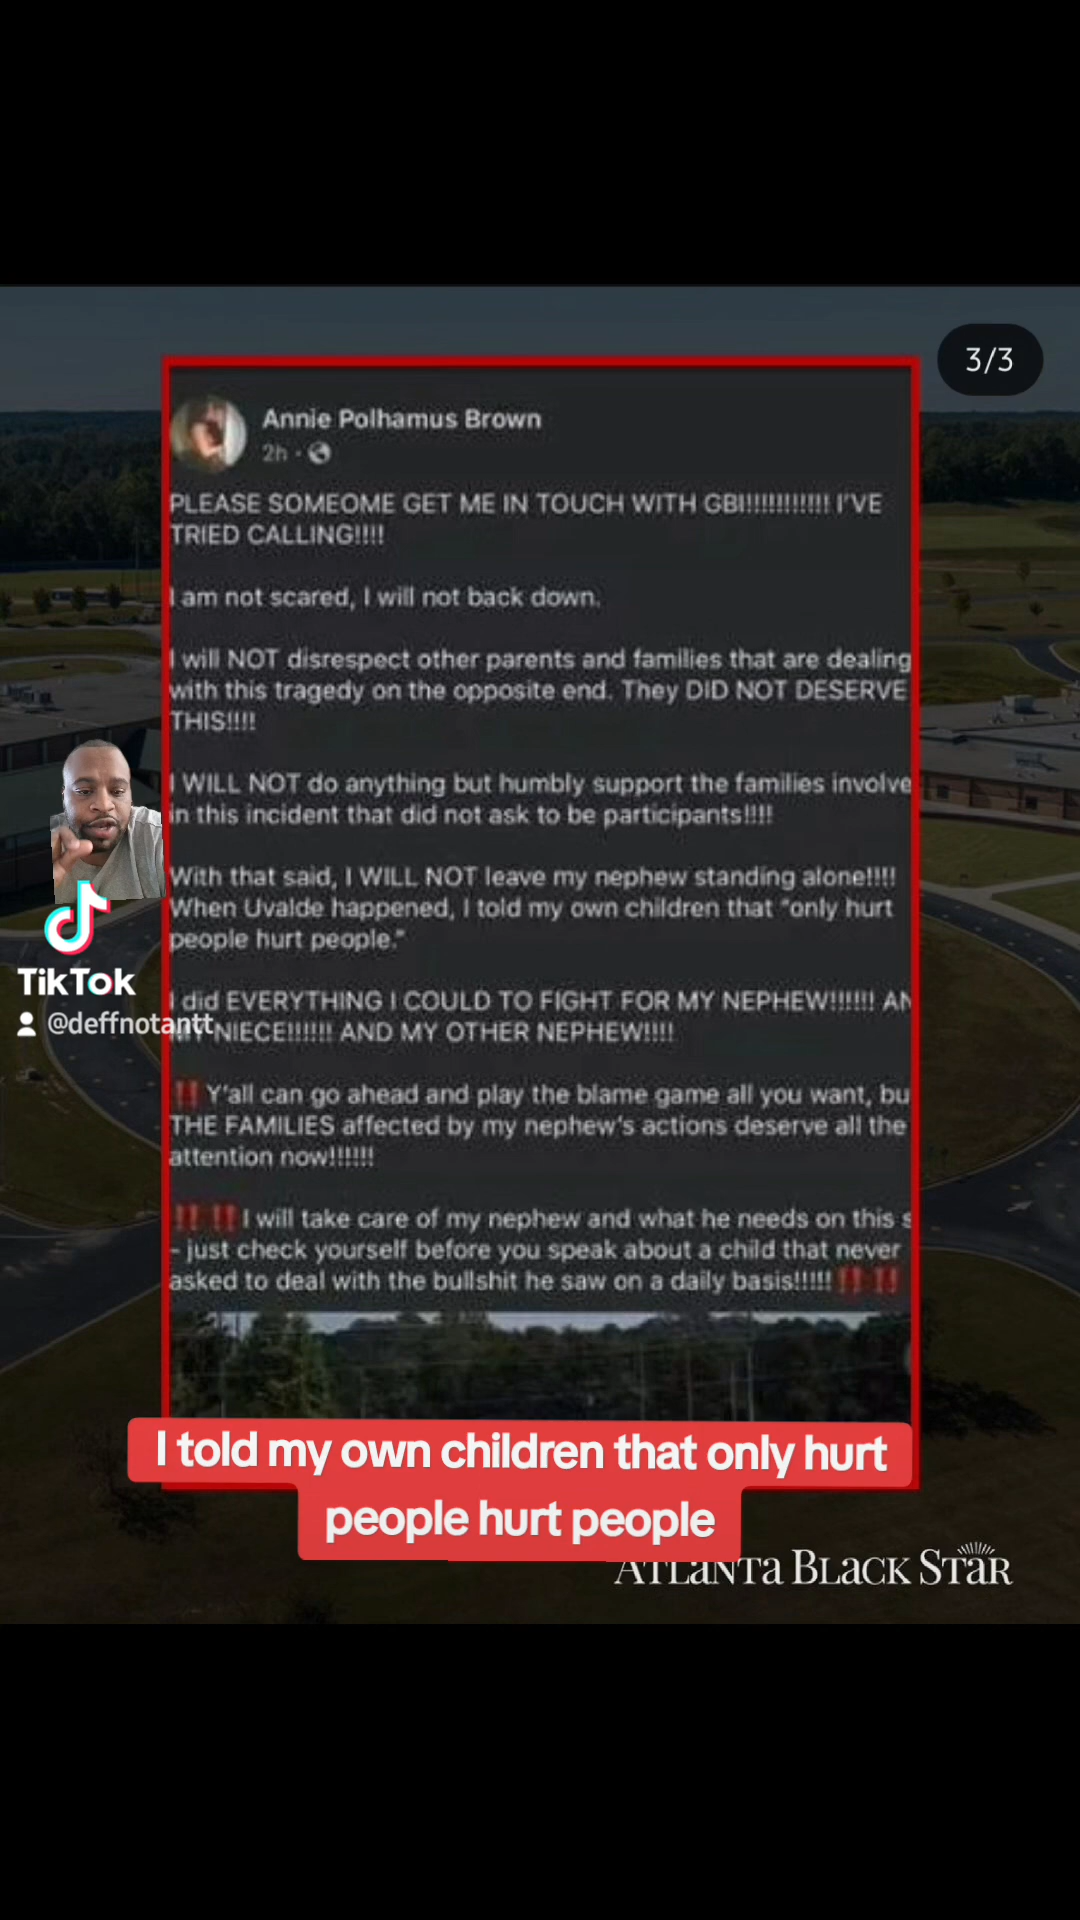 3/3
Annie Polhamus Brown
2h
PLEASE SOMEOME GET ME IN TOUCH WITH GBI!!!!!!!!!!!! I'VE
TRIED CALLING!!!!
I am not scared, I will not back down.
I will NOT disrespect other parents and families that are dealing
with this tragedy on the opposite end. They DID NOT DESERVE
THIS!!!!
I WILL NOT do anything but humbly support the families involve
in this incident that did not ask to be participants!!!!
With that said, I WILL NOT leave my nephew standing alone!!!!
When Uvalde happened, I told my own children that "only hurt
people hurt people."
I did EVERYTHING I COULD TO FIGHT FOR MY NEPHEW!!!!!! AN
MY NIECE!!!!!! AND MY OTHER NEPHEW!!!!
‼️ Y'all can go ahead and play the blame game all you want, bu
THE FAMILIES affected by my nephew's actions deserve all the
attention now!!!!!!
‼️ ‼️ I will take care of my nephew and what he needs on this s
- just check yourself before you speak about a child that never
asked to deal with the bullshit he saw on a daily basis!!!!! ‼️ ‼️
TikTok
@deffnotantt
I told my own children that only hurt
people hurt people
ATLANTA BLACK STAR